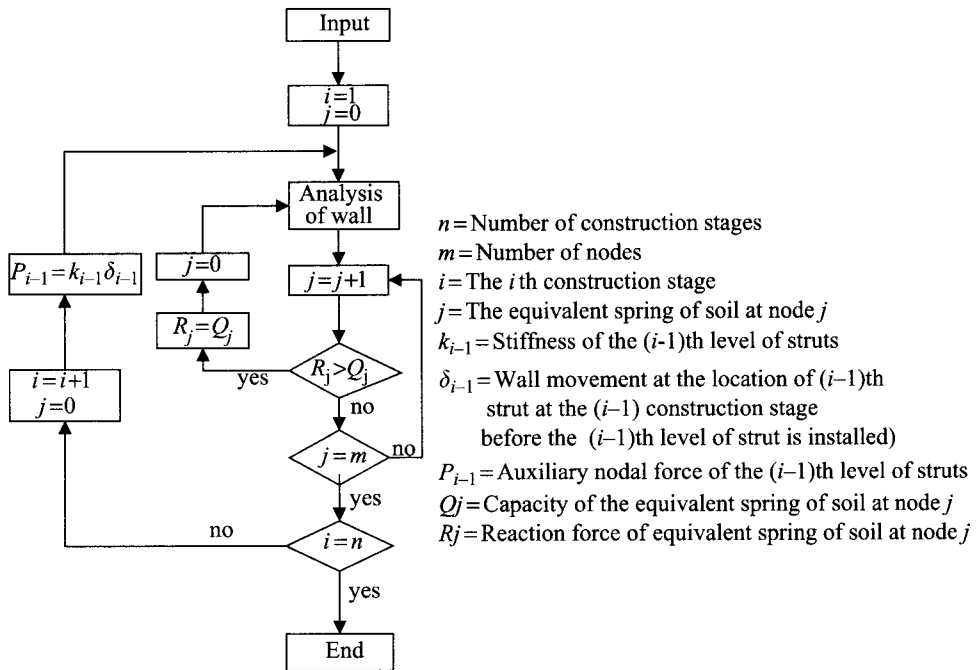 Input
i=1
j=0
Analysis
of wall
j=0
P_{i–1}=k_{i–1}δ_{i–1}
j=j+1
R_j=Q_j
R_j>Q_j
yes
no
i=i+1
j=0
j=m
no
yes
no
i=n
yes
End
n=Number of construction stages
m=Number of nodes
i=The ith construction stage
j=The equivalent spring of soil at node j
k_{i–1}=Stiffness of the (i-1)th level of struts
δ_{i–1}=Wall movement at the location of (i–1)th
strut at the (i–1) construction stage
before the (i–1)th level of strut is installed)
P_{i–1}=Auxiliary nodal force of the (i–1)th level of struts
Qj=Capacity of the equivalent spring of soil at node j
Rj=Reaction force of equivalent spring of soil at node j